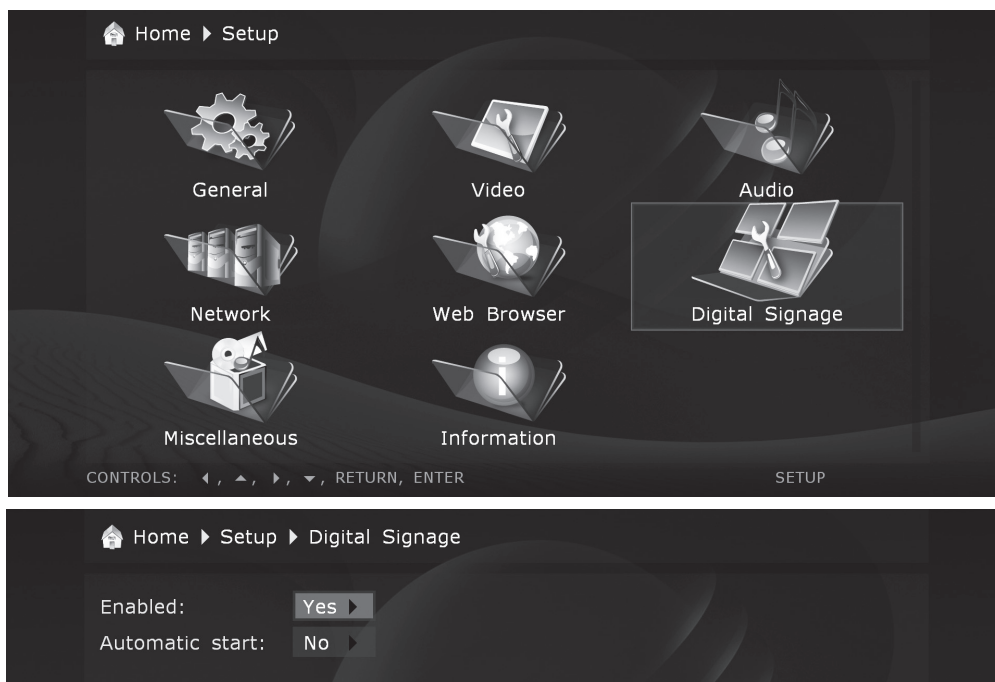 Home ▶ Setup
General
Video
Audio
Network
Web Browser
Digital Signage
Miscellaneous
Information
CONTROLS: ◀, ▲, ▶, ▼, RETURN, ENTER
SETUP
Home ▶ Setup ▶ Digital Signage
Enabled: Yes ▶
Automatic start: No ▶